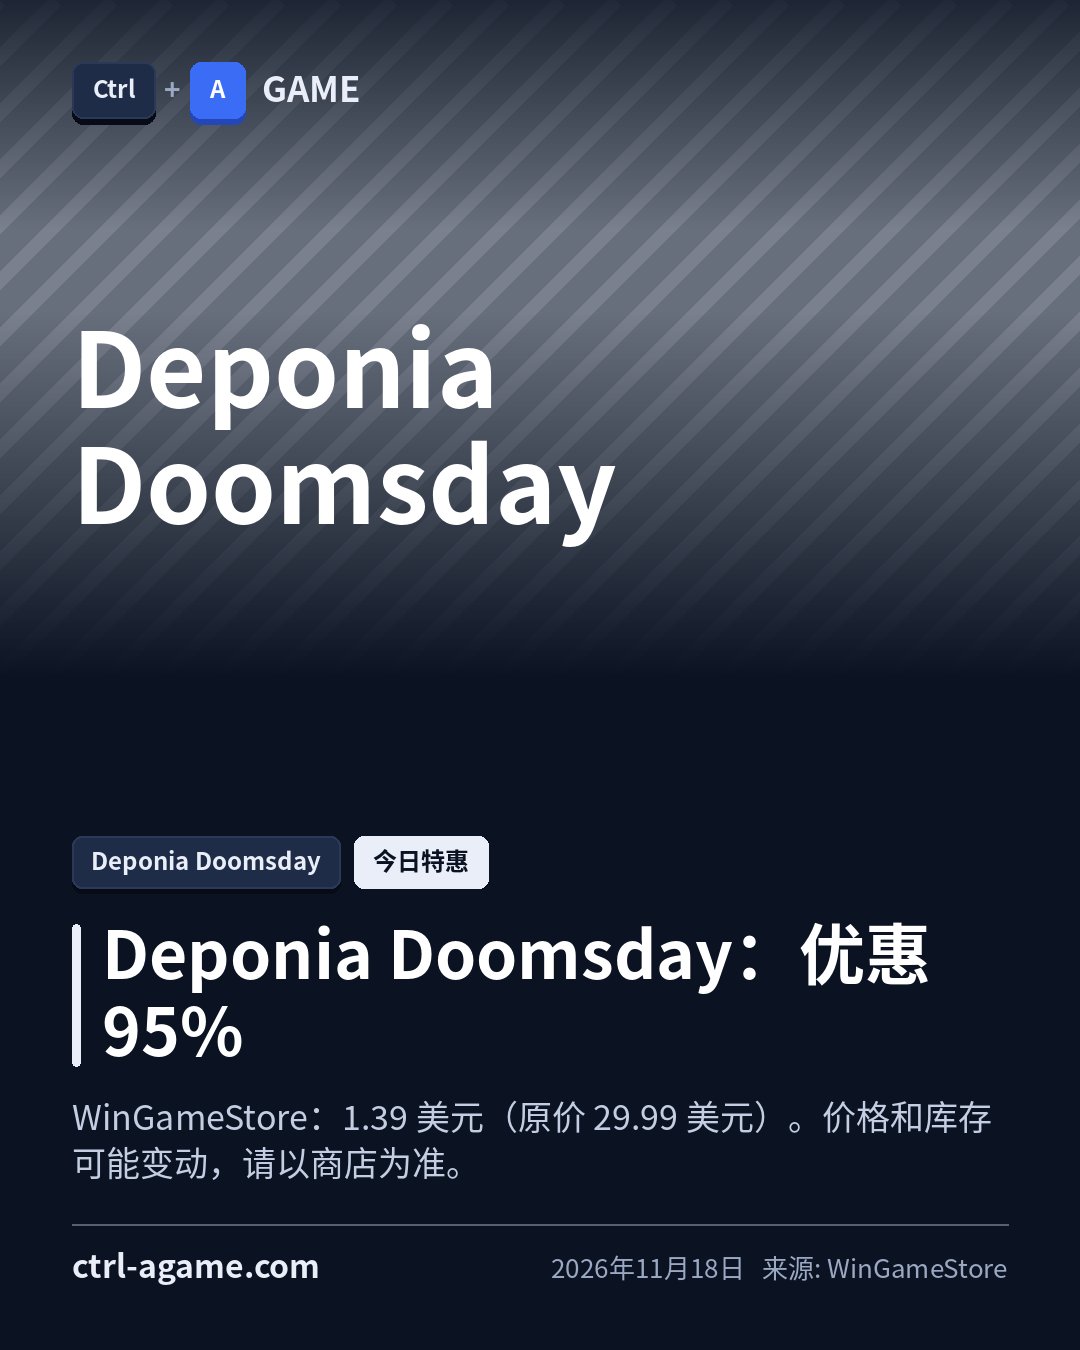 Ctrl + A GAME
Deponia
Doomsday
Deponia Doomsday 今日特惠
Deponia Doomsday：优惠
95%
WinGameStore：1.39 美元（原价 29.99 美元）。价格和库存
可能变动，请以商店为准。
ctrl-agame.com 2026年11月18日 来源: WinGameStore